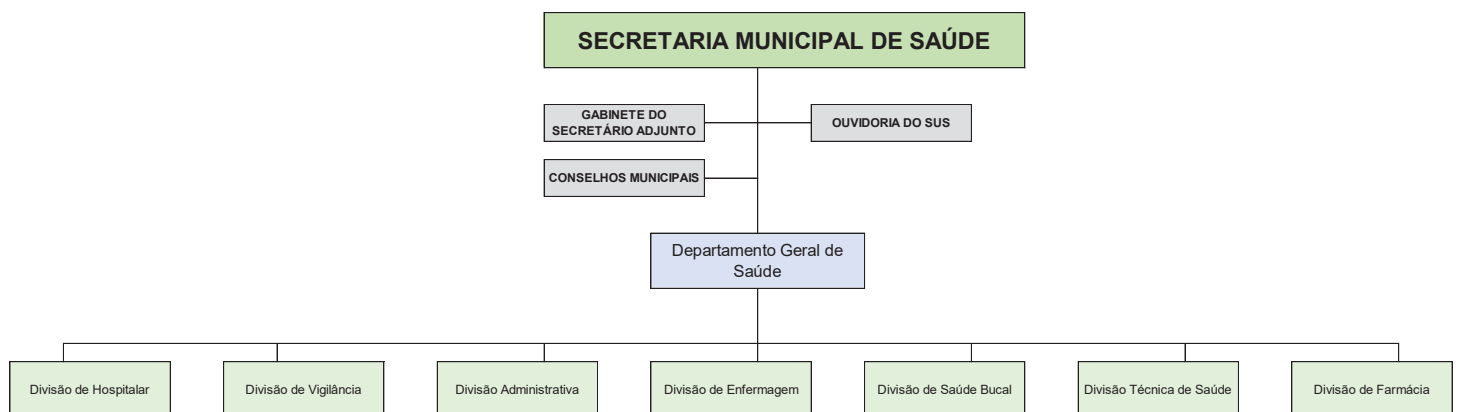 SECRETARIA MUNICIPAL DE SAÚDE
GABINETE DO
SECRETÁRIO ADJUNTO
OUVIDORIA DO SUS
CONSELHOS MUNICIPAIS
Departamento Geral de
Saúde
Divisão de Hospitalar
Divisão de Vigilância
Divisão Administrativa
Divisão de Enfermagem
Divisão de Saúde Bucal
Divisão Técnica de Saúde
Divisão de Farmácia